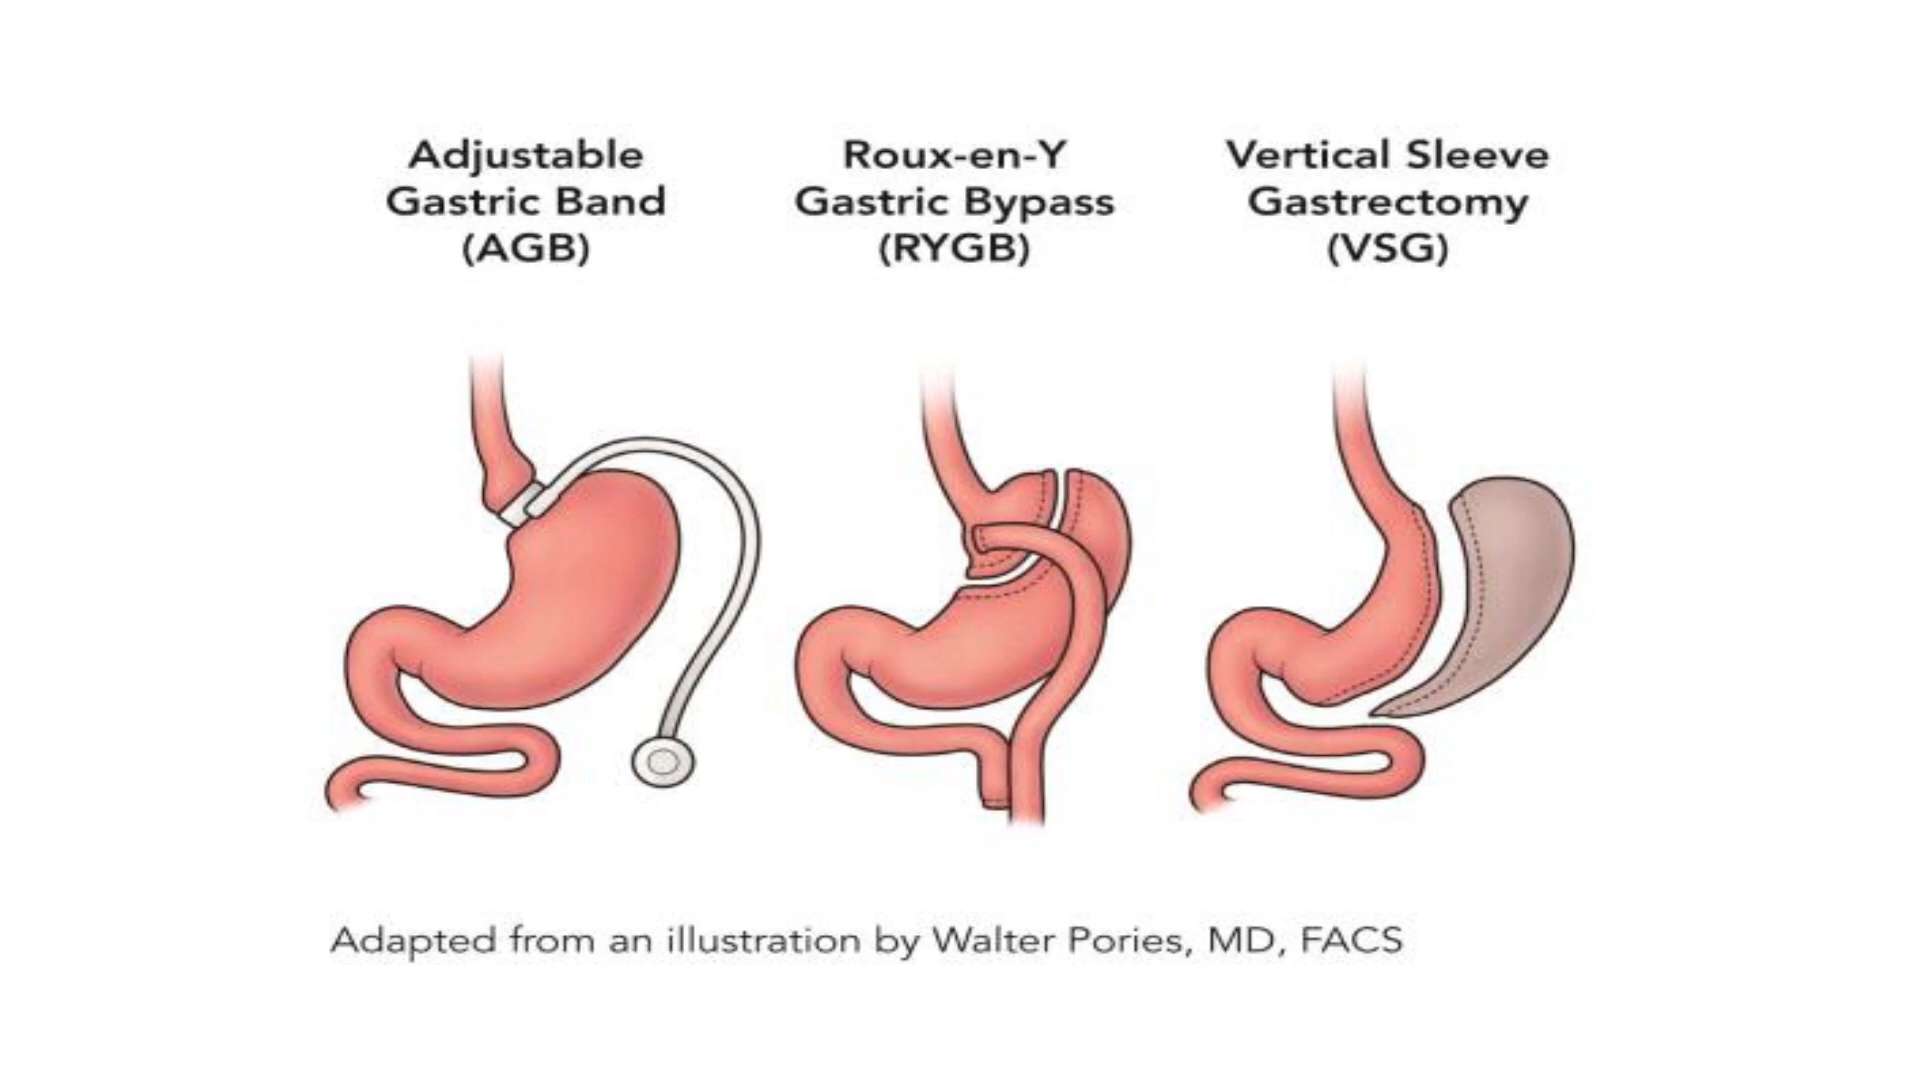 Adjustable
Gastric Band
(AGB)
Roux-en-Y
Gastric Bypass
(RYGB)
Vertical Sleeve
Gastrectomy
(VSG)
Adapted from an illustration by Walter Pories, MD, FACS